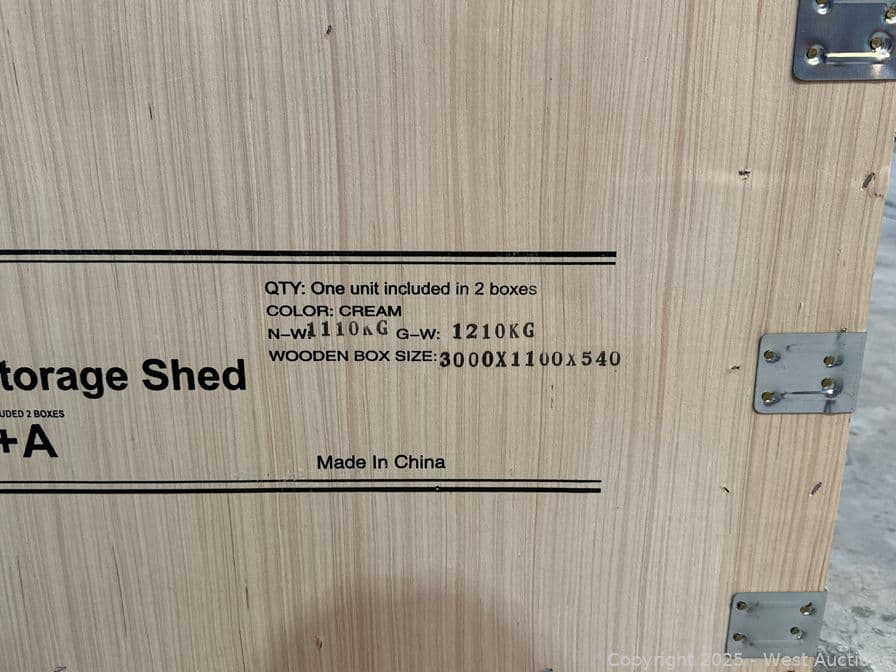 QTY: One unit included in 2 boxes
COLOR: CREAM
N-W: 1110KG G-W: 1210KG
WOODEN BOX SIZE: 3000X1100X540
torage Shed
UDED 2 BOXES
+A
Made In China
Copyright 2025 - West Auctions